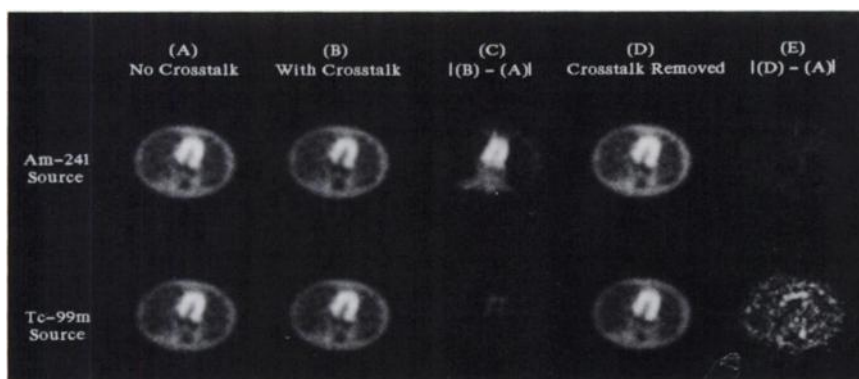 (A) (B) (C) (D) (E)
No Crosstalk With Crosstalk |(B) – (A)| Crosstalk Removed |(D) – (A)|
Am–241
Source
Tc–99m
Source